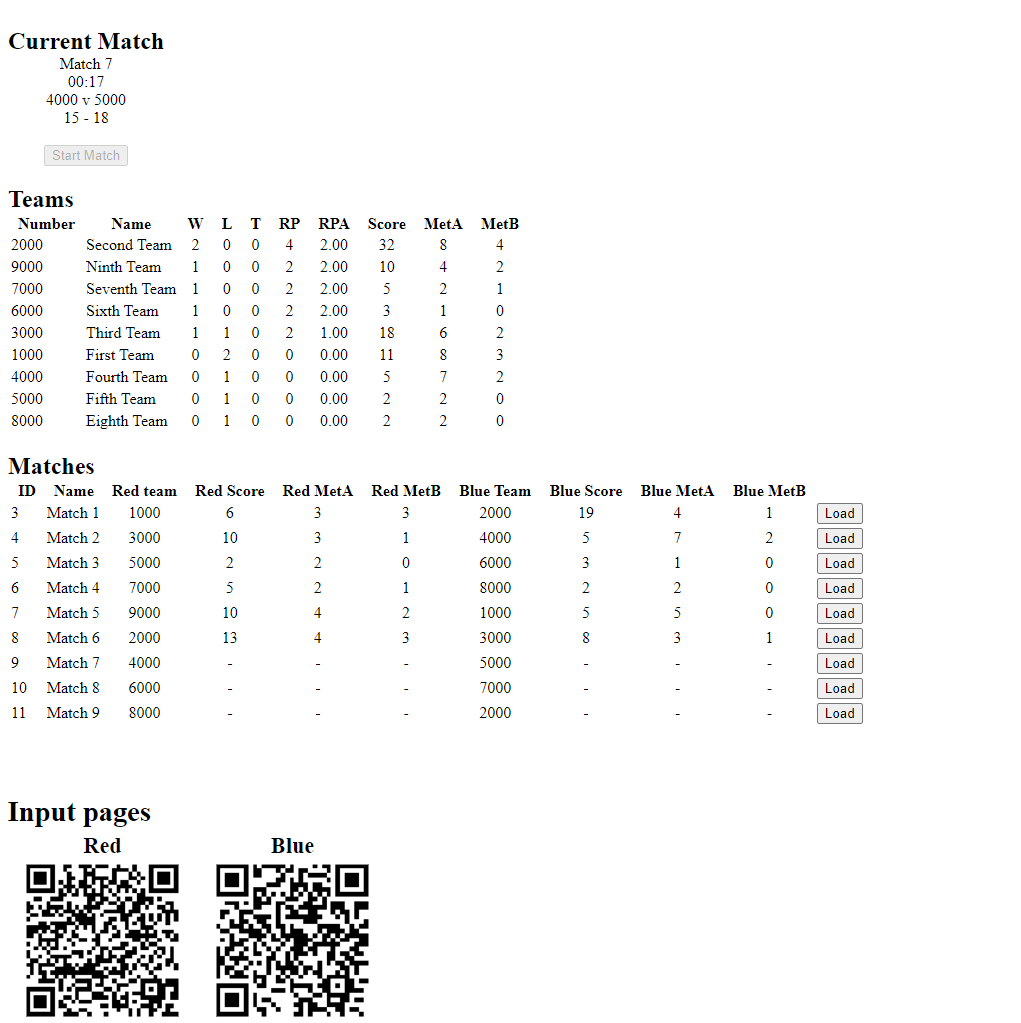 Current Match
Match 7
00:17
4000 v 5000
15 - 18
Start Match
Teams
Number Name W L T RP RPA Score MetA MetB
2000 Second Team 2 0 0 4 2.00 32 8 4
9000 Ninth Team 1 0 0 2 2.00 10 4 2
7000 Seventh Team 1 0 0 2 2.00 5 2 1
6000 Sixth Team 1 0 0 2 2.00 3 1 0
3000 Third Team 1 1 0 2 1.00 18 6 2
1000 First Team 0 2 0 0 0.00 11 8 3
4000 Fourth Team 0 1 0 0 0.00 5 7 2
5000 Fifth Team 0 1 0 0 0.00 2 2 0
8000 Eighth Team 0 1 0 0 0.00 2 2 0
Matches
ID Name Red team Red Score Red MetA Red MetB Blue Team Blue Score Blue MetA Blue MetB
3 Match 1 1000 6 3 3 2000 19 4 1 Load
4 Match 2 3000 10 3 1 4000 5 7 2 Load
5 Match 3 5000 2 2 0 6000 3 1 0 Load
6 Match 4 7000 5 2 1 8000 2 2 0 Load
7 Match 5 9000 10 4 2 1000 5 5 0 Load
8 Match 6 2000 13 4 3 3000 8 3 1 Load
9 Match 7 4000 - - - 5000 - - - Load
10 Match 8 6000 - - - 7000 - - - Load
11 Match 9 8000 - - - 2000 - - - Load
Input pages
Red Blue